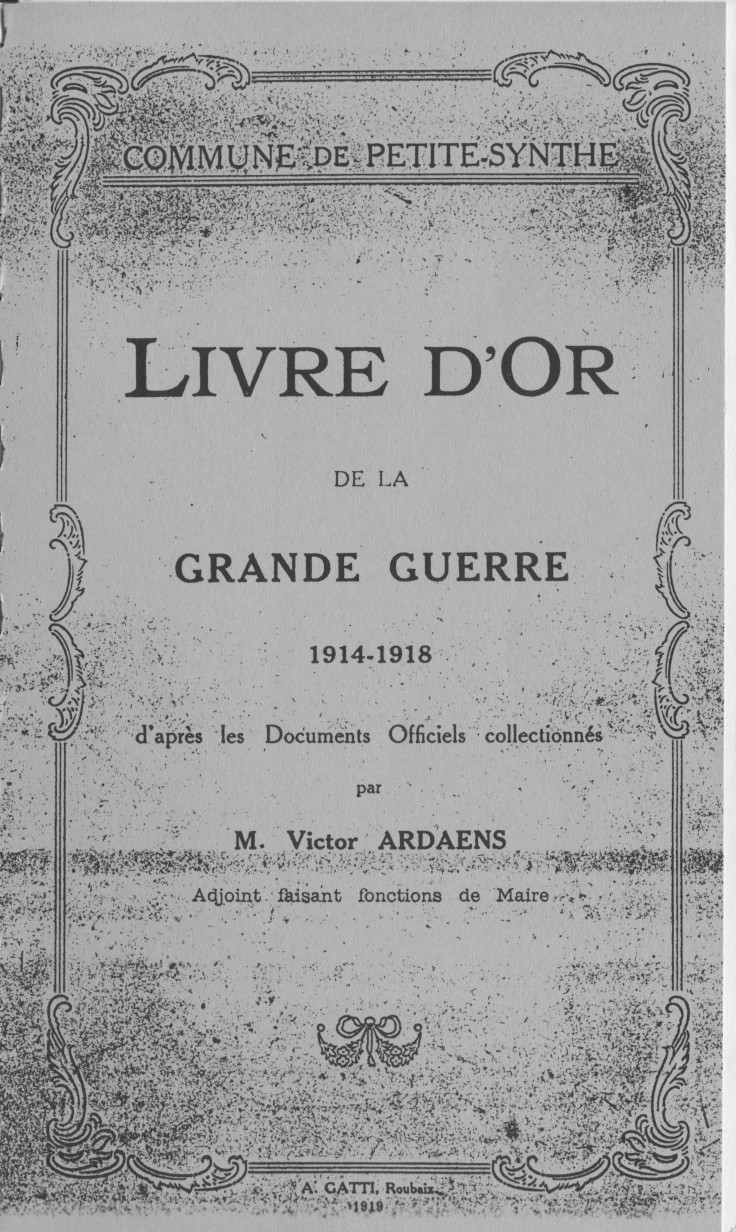 COMMUNE DE PETITE-SYNTHE
LIVRE D'OR
DE LA
GRANDE GUERRE
1914-1918
d'après les Documents Officiels collectionnés
par
M. Victor ARDAENS
Adjoint faisant fonctions de Maire
A. GATTI, Roubaix
1919